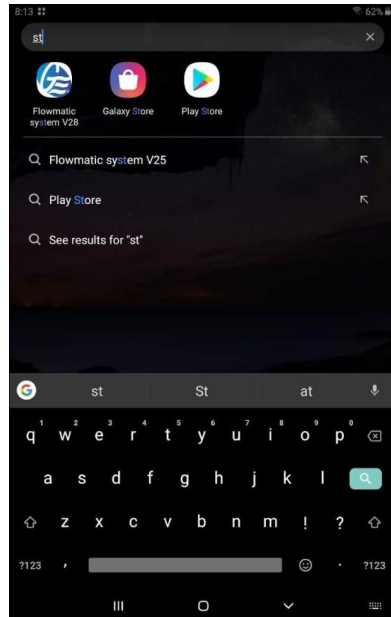 8:13 62%
st
Flowmatic system V28
Galaxy Store
Play Store
Flowmatic system V25
Play Store
See results for "st"
st St at
1 2 3 4 5 6 7 8 9 0
q w e r t y u i o p
a s d f g h j k l
z x c v b n m ! ?
?123 , . ?123